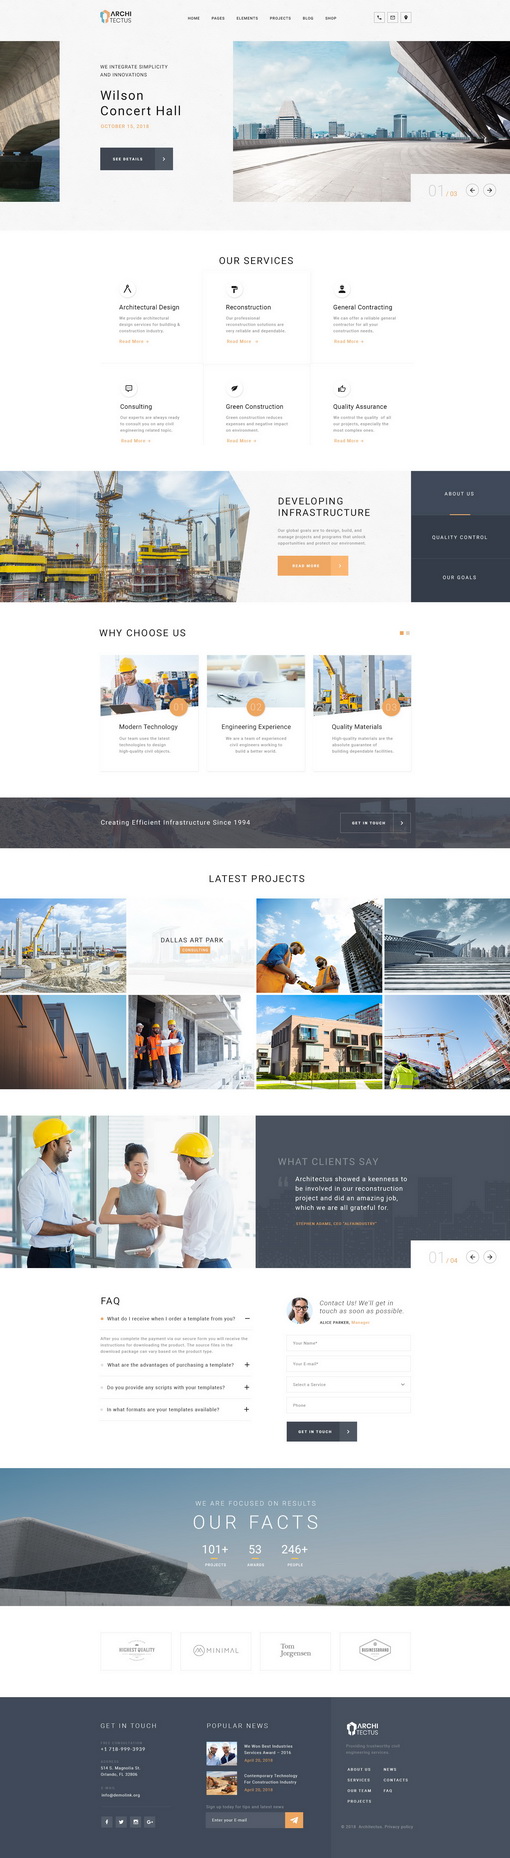 ARCHI
TECTUS
HOME PAGES ELEMENTS PROJECTS BLOG SHOP
WE INTEGRATE SIMPLICITY
AND INNOVATIONS
Wilson
Concert Hall
OCTOBER 15, 2018
SEE DETAILS
01 / 03
OUR SERVICES
Architectural Design
We provide architectural
design services for building &
construction industry.
Read More
Reconstruction
Our professional
reconstruction solutions are
very reliable and dependable.
Read More
General Contracting
We can offer a reliable general
contractor for all your
construction needs.
Read More
Consulting
Our experts are always ready
to consult you on any civil
engineering related topic.
Read More
Green Construction
Green construction reduces
expenses and negative impact
on environment.
Read More
Quality Assurance
We control the quality of all
our projects, especially the
most complex ones.
Read More
DEVELOPING
INFRASTRUCTURE
Our global goals are to design, build, and
manage projects and programs that unlock
opportunities and protect our environment.
READ MORE
ABOUT US
QUALITY CONTROL
OUR GOALS
WHY CHOOSE US
01
Modern Technology
Our team uses the latest
technologies to design
high-quality civil objects.
02
Engineering Experience
We are a team of experienced
civil engineers working to
build a better world.
03
Quality Materials
High-quality materials are the
absolute guarantee of
building dependable facilities.
Creating Efficient Infrastructure Since 1994
GET IN TOUCH
LATEST PROJECTS
DALLAS ART PARK
CONSULTING
WHAT CLIENTS SAY
Architectus showed a keenness to
be involved in our reconstruction
project and did an amazing job,
which we are all grateful for.
STEPHEN ADAMS, CEO "ALTAINDUSTRY"
01 / 04
FAQ
What do I receive when I order a template from you?
After you complete the payment via our secure form you will receive the
instructions for downloading the product. The source files in the
download package can vary based on the product type.
What are the advantages of purchasing a template?
Do you provide any scripts with your templates?
In what formats are your templates available?
Contact Us! We'll get in
touch as soon as possible.
ALICE PARKER, Manager
Your Name*
Your E-mail*
Select a Service
Phone
GET IN TOUCH
WE ARE FOCUSED ON RESULTS
OUR FACTS
101+
PROJECTS
53
AWARDS
246+
PEOPLE
HIGHEST QUALITY
MINIMAL
Tom
Jorgensen
BUSINESSBRAND
GET IN TOUCH
+1 718-999-3939
ADDRESS
514 S. Magnolia St.
Orlando, FL 32806
E-MAIL
info@demolink.org
POPULAR NEWS
We Won Best Industries
Services Award – 2016
April 20, 2018
Contemporary Technology
For Construction Industry
April 20, 2018
Sign up today for tips and latest news
Enter your E-mail
ARCHI
TECTUS
Providing trustworthy civil
engineering services
ABOUT US NEWS
SERVICES CONTACTS
OUR TEAM FAQ
PROJECTS
© 2018 Architectus. Privacy policy